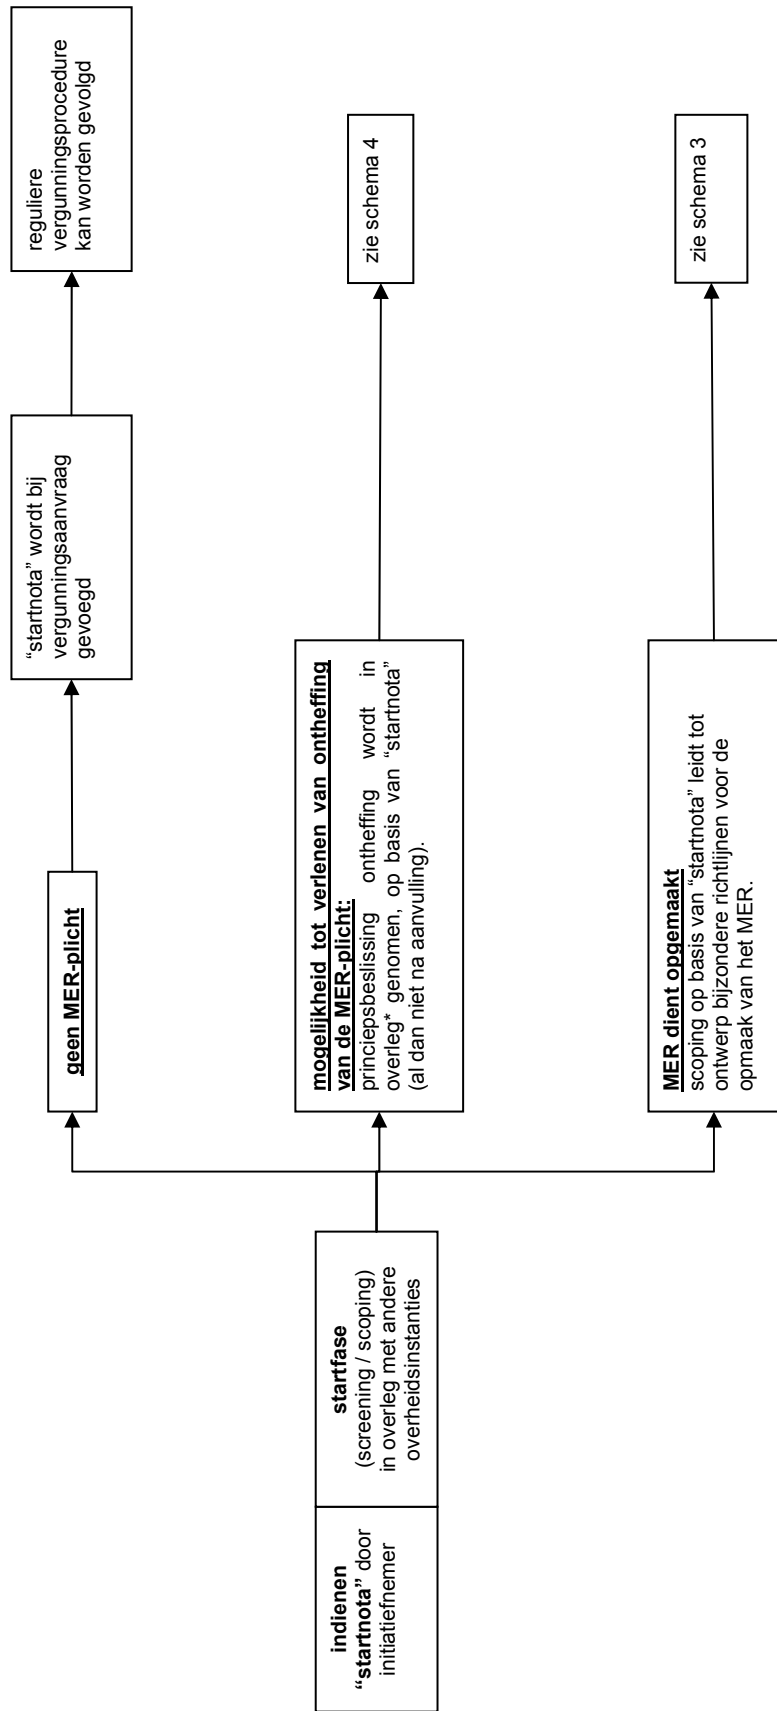 indienen
“startnota” door
initiatiefnemer
startfase
(screening / scoping)
in overleg met andere
overheidsinstanties
geen MER-plicht
“startnota” wordt bij
vergunningsaanvraag
gevoegd
reguliere
vergunningsprocedure
kan worden gevolgd
mogelijkheid tot verlenen van ontheffing
van de MER-plicht:
princiepsbeslissing ontheffing wordt in
overleg* genomen, op basis van “startnota”
(al dan niet na aanvulling).
zie schema 4
MER dient opgemaakt
scoping op basis van “startnota” leidt tot
ontwerp bijzondere richtlijnen voor de
opmaak van het MER.
zie schema 3